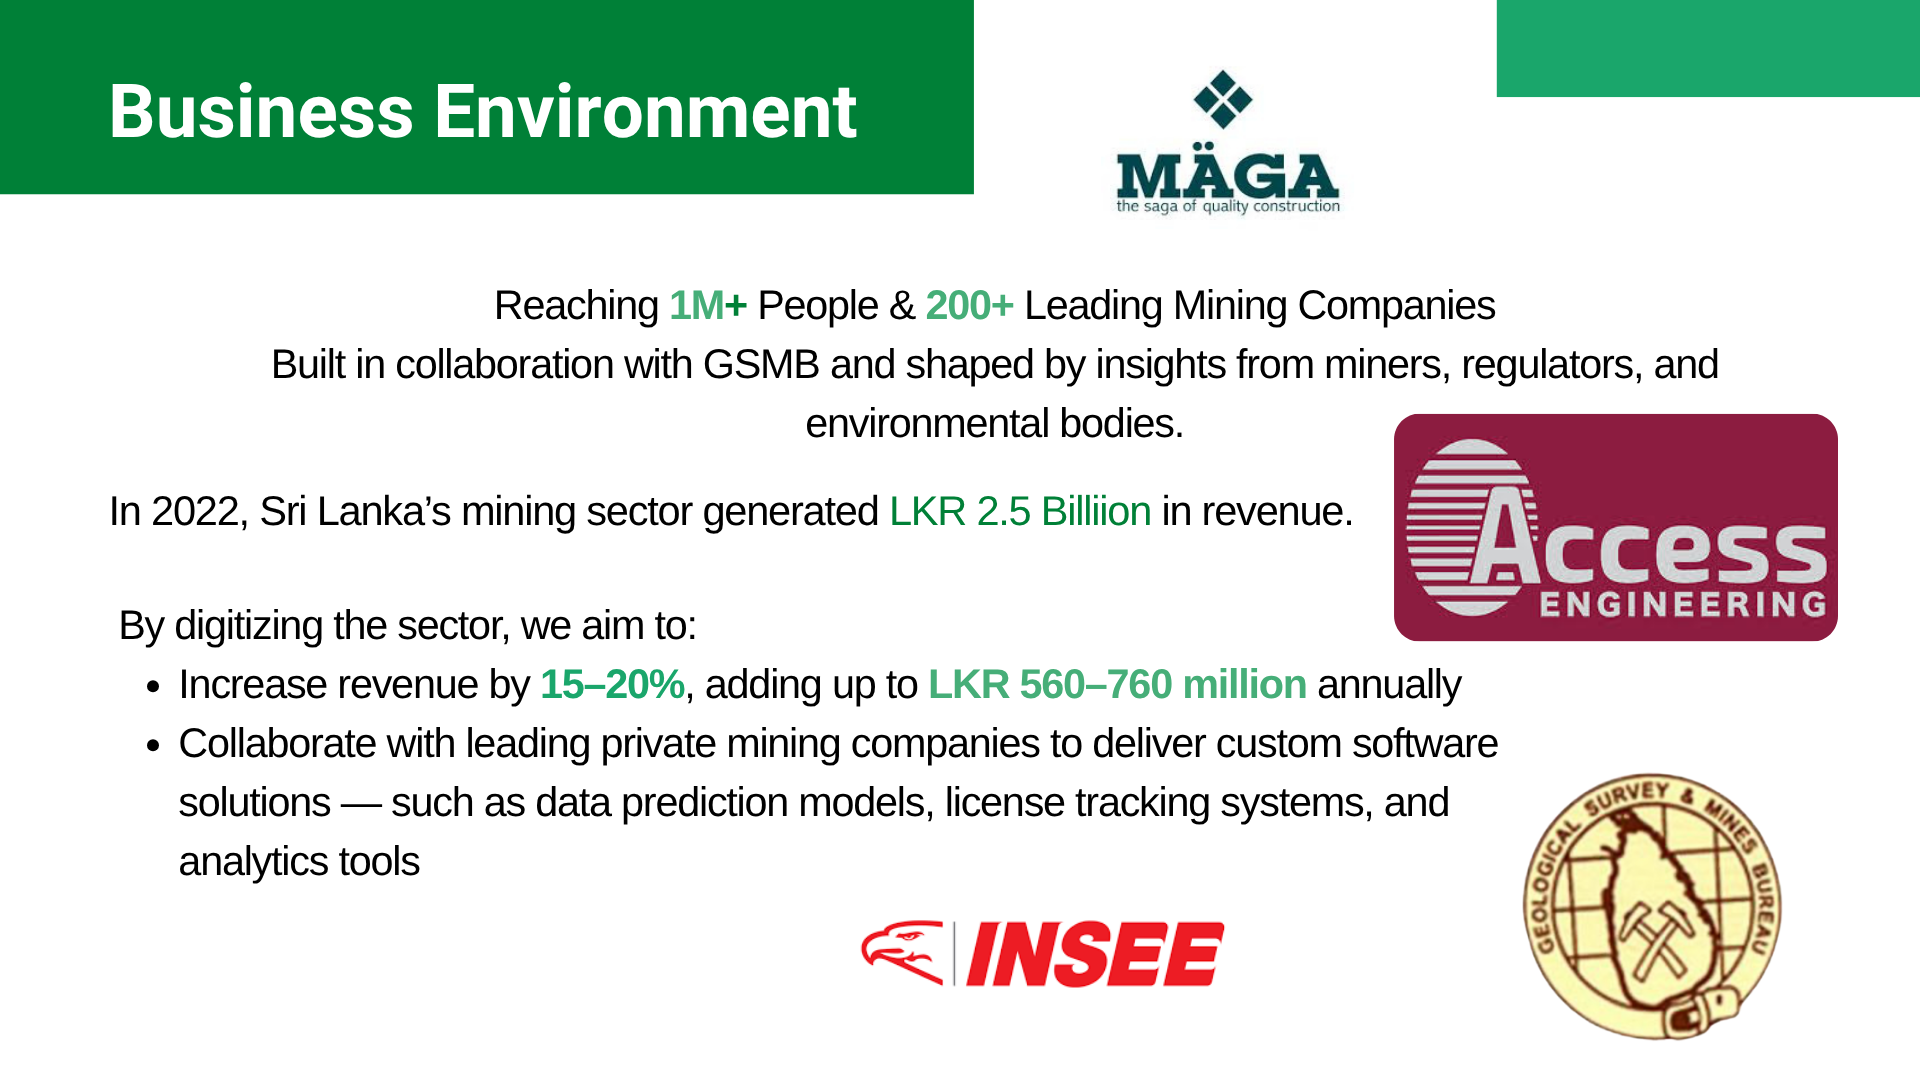 Business Environment
MÄGA
the saga of quality construction
Reaching 1M+ People & 200+ Leading Mining Companies
Built in collaboration with GSMB and shaped by insights from miners, regulators, and
environmental bodies.
In 2022, Sri Lanka’s mining sector generated LKR 2.5 Billiion in revenue.
Access
ENGINEERING
By digitizing the sector, we aim to:
• Increase revenue by 15–20%, adding up to LKR 560–760 million annually
• Collaborate with leading private mining companies to deliver custom software
solutions — such as data prediction models, license tracking systems, and
analytics tools
GEOLOGICAL SURVEY & MINES BUREAU
INSEE